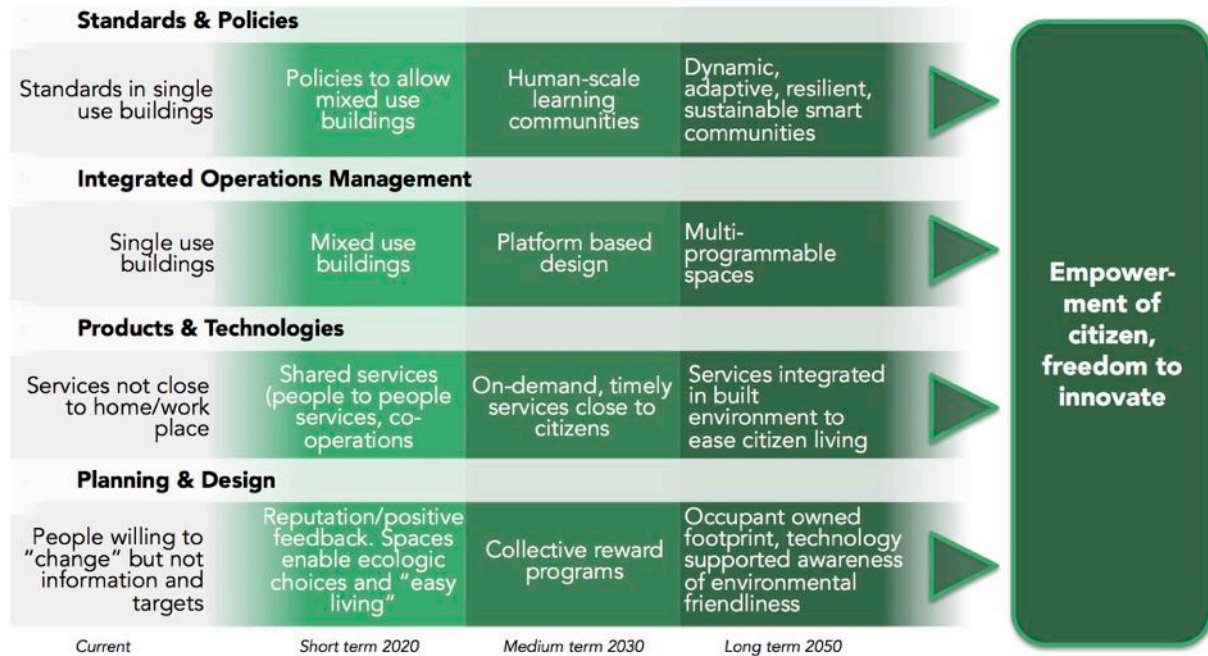 Standards & Policies
Standards in single
use buildings
Policies to allow
mixed use
buildings
Human-scale
learning
communities
Dynamic,
adaptive, resilient,
sustainable smart
communities
Integrated Operations Management
Single use
buildings
Mixed use
buildings
Platform based
design
Multi-
programmable
spaces
Products & Technologies
Services not close
to home/work
place
Shared services
(people to people
services, co-
operations
On-demand, timely
services close to
citizens
Services integrated
in built
environment to
ease citizen living
Planning & Design
People willing to
“change” but not
information and
targets
Reputation/positive
feedback. Spaces
enable ecologic
choices and “easy
living”
Collective reward
programs
Occupant owned
footprint, technology
supported awareness
of environmental
friendliness
Current
Short term 2020
Medium term 2030
Long term 2050
Empower-
ment of
citizen,
freedom to
innovate